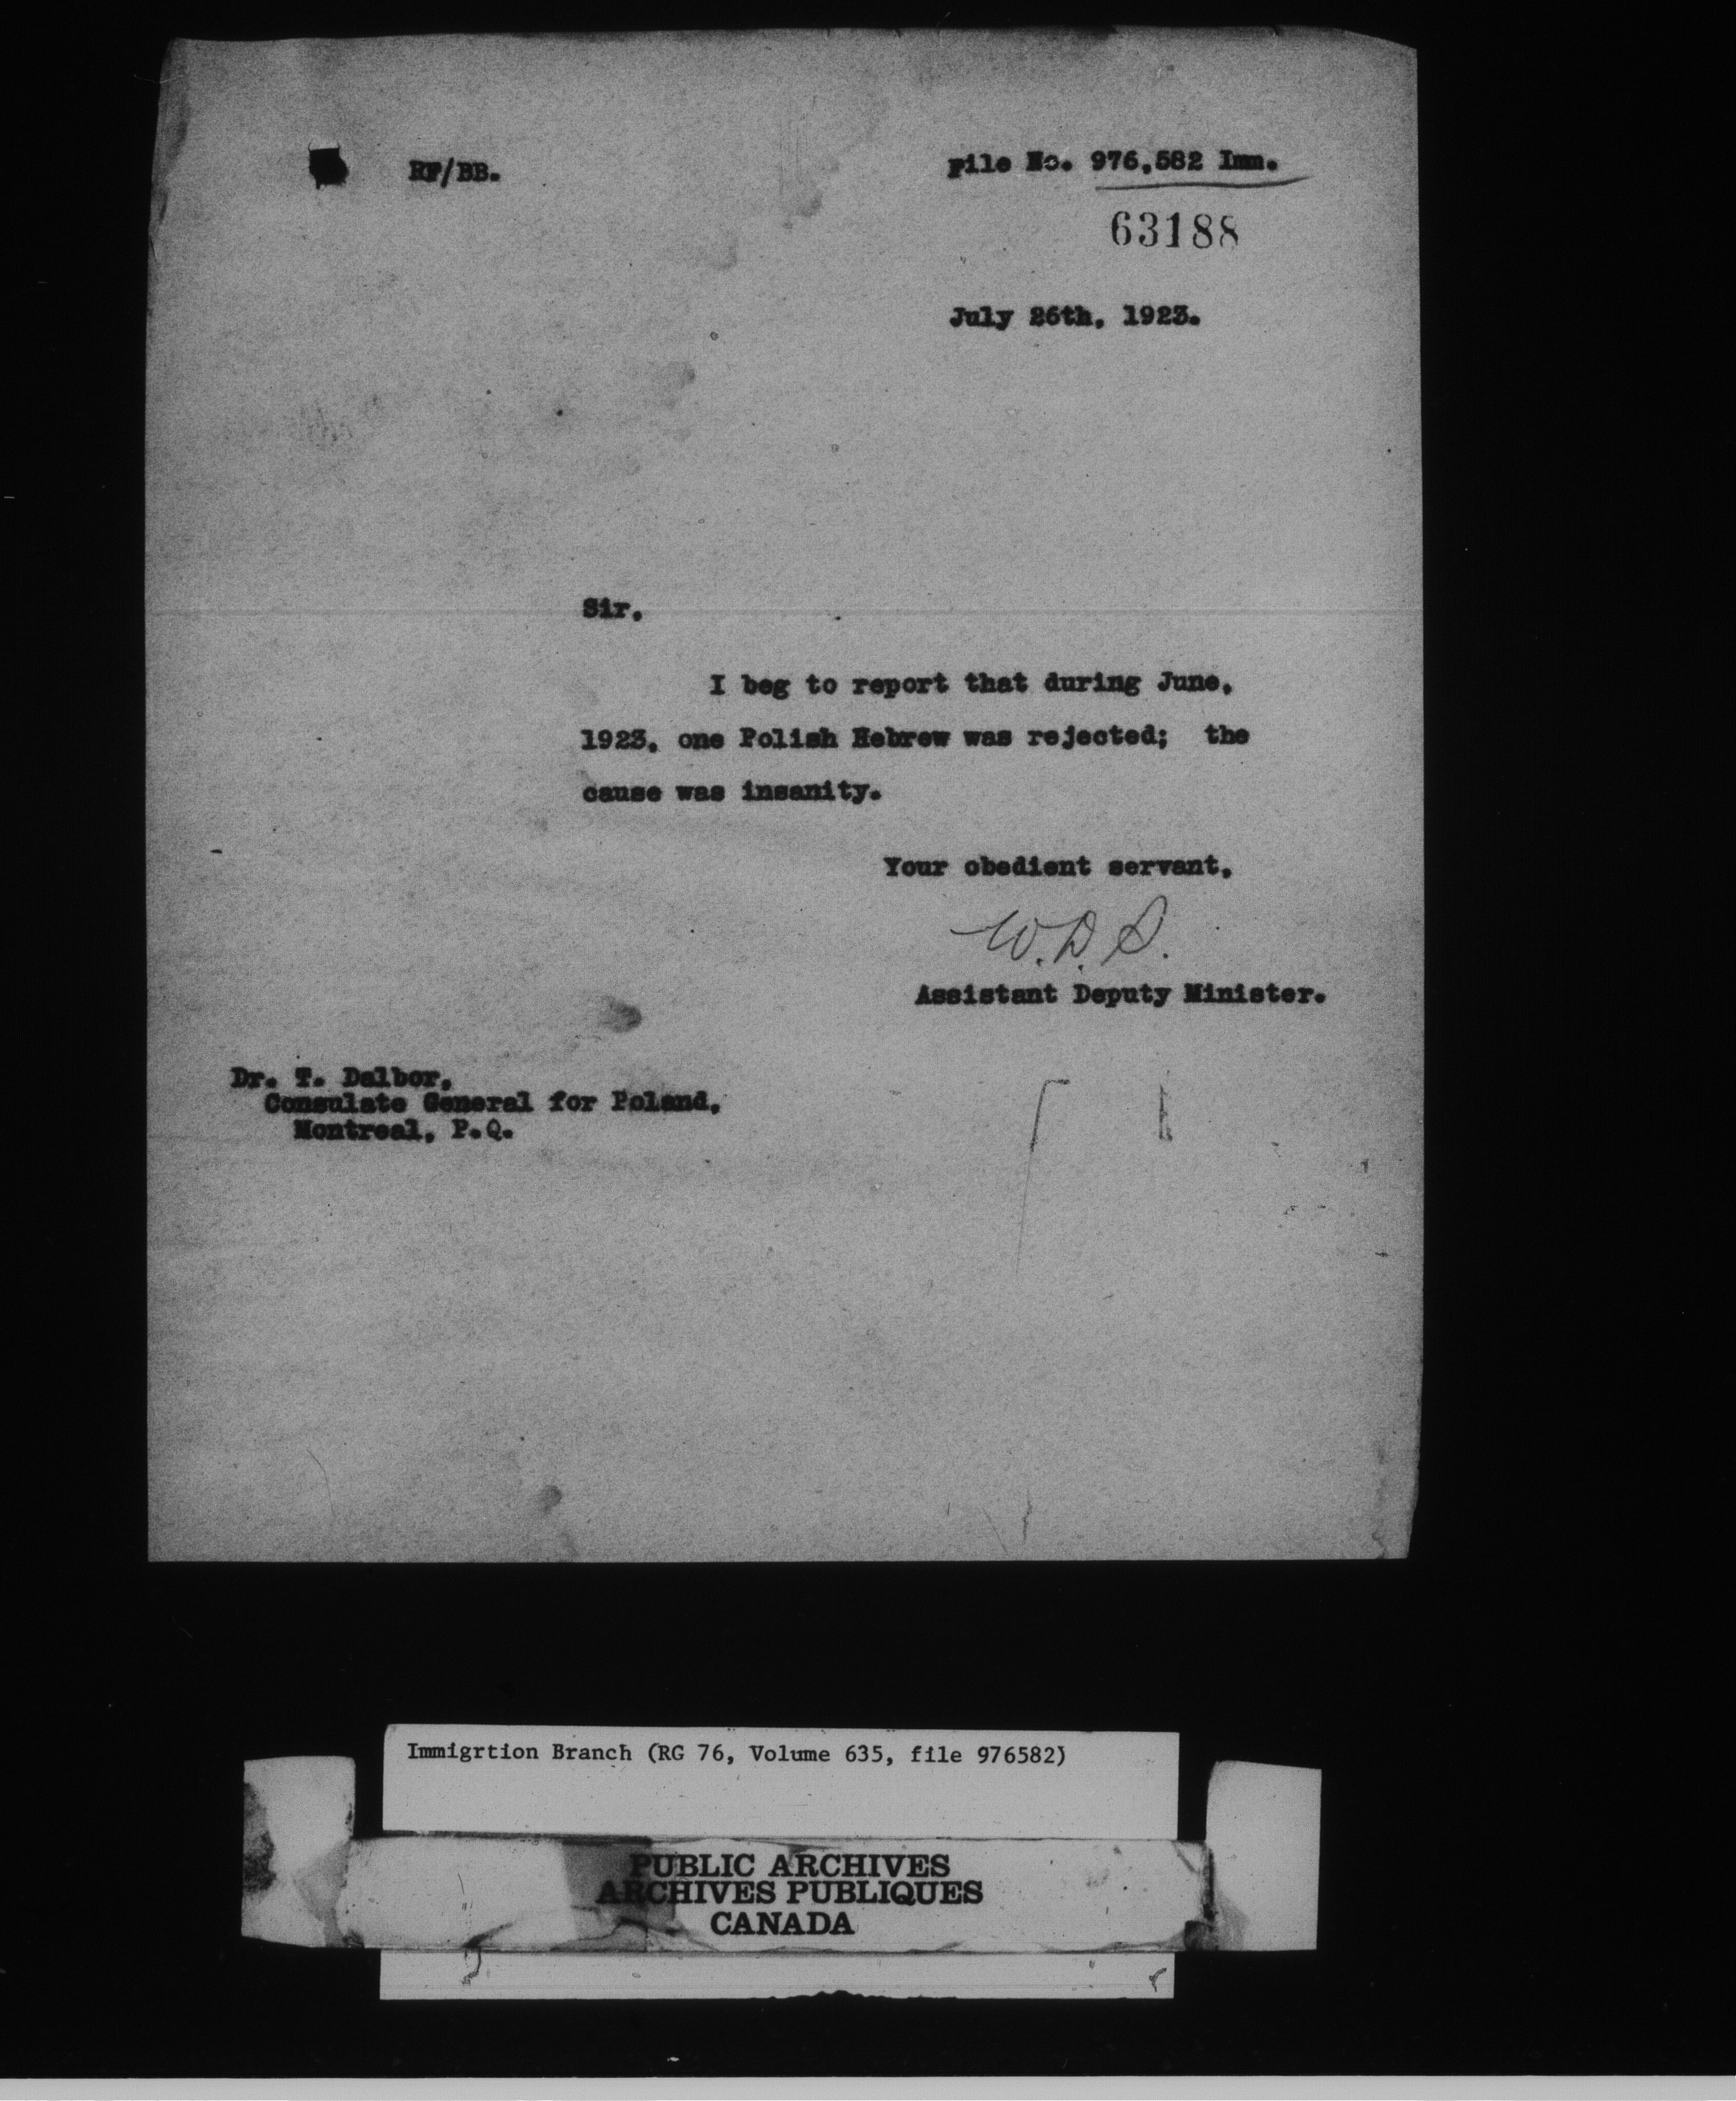 RF/BB.
File No. 976,582 Imm.
63188
July 26th, 1923.
Sir,
I beg to report that during June,
1923, one Polish Hebrew was rejected; the
cause was insanity.
Your obedient servant,
W.D.S.
Assistant Deputy Minister.
Dr. T. Dalbor,
Consulate General for Poland,
Montreal, P.Q.
Immigrtion Branch (RG 76, Volume 635, file 976582)
PUBLIC ARCHIVES
ARCHIVES PUBLIQUES
CANADA